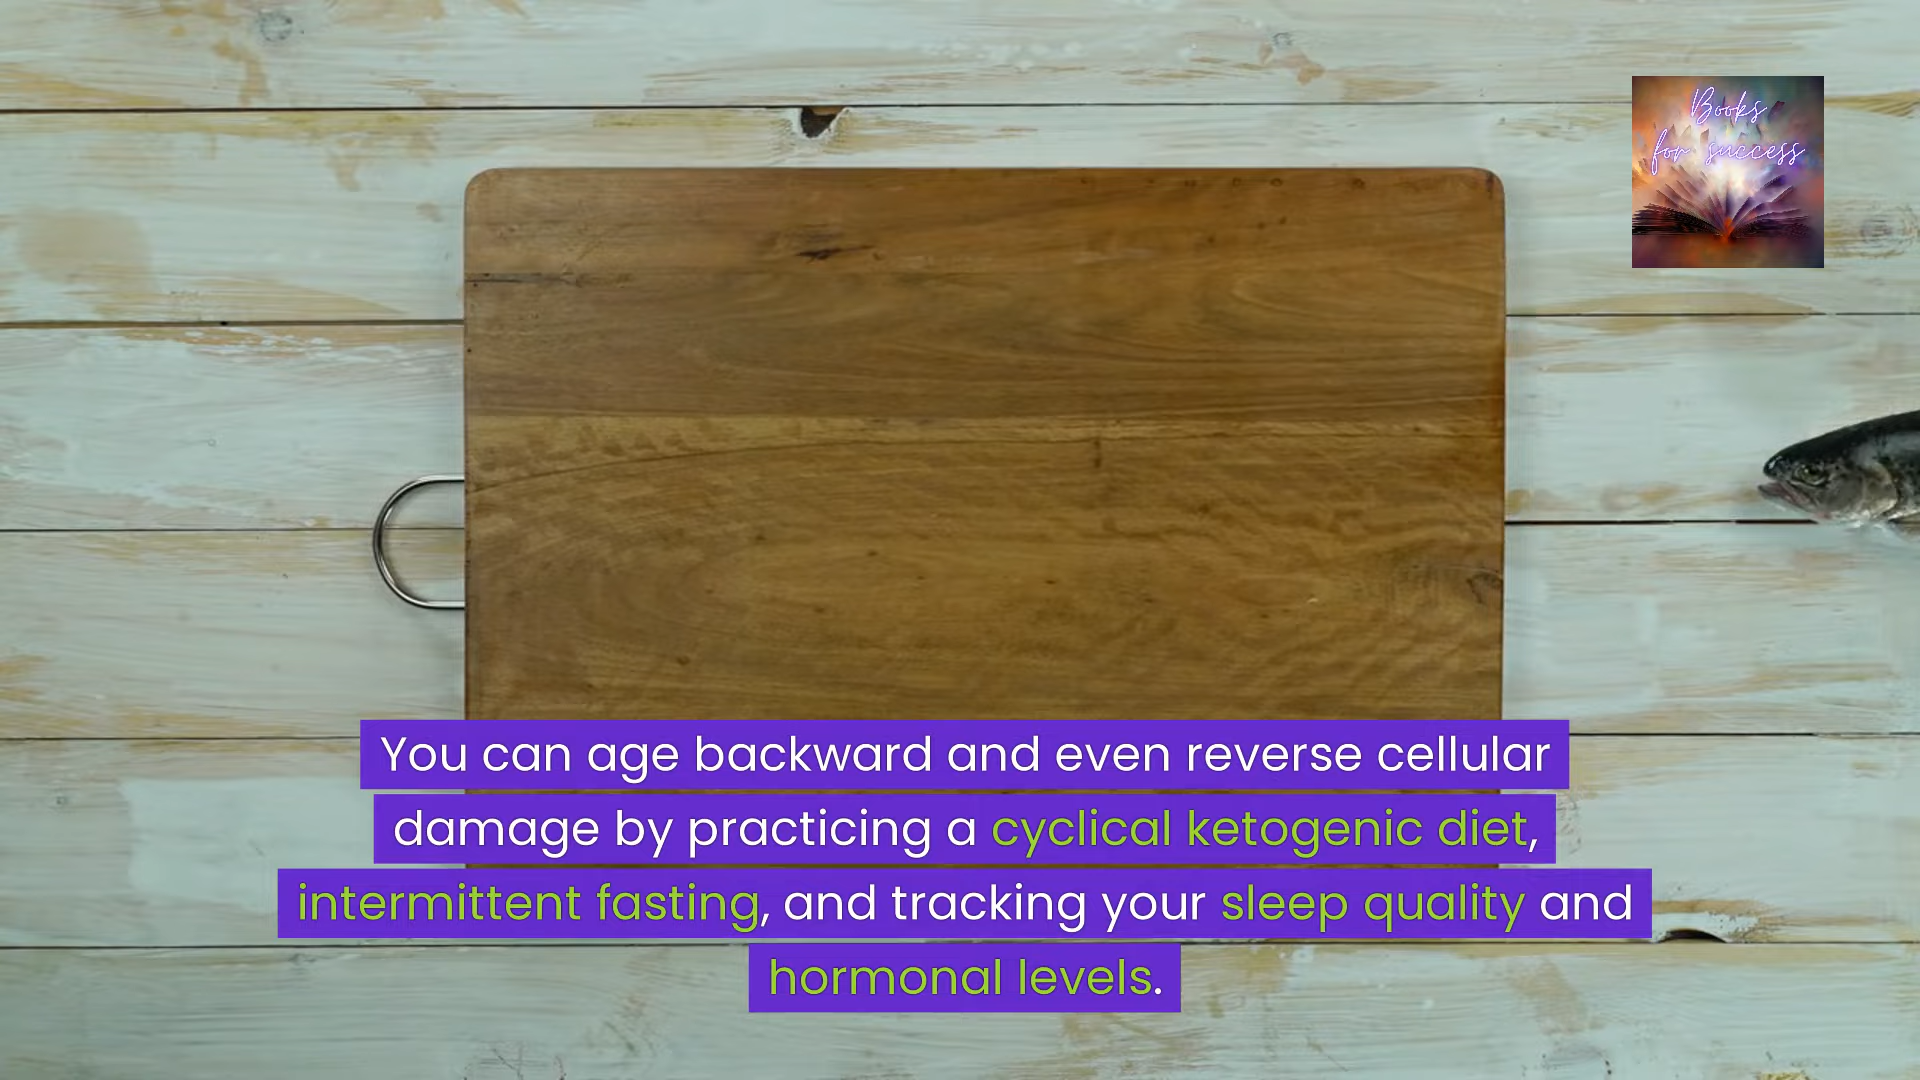 Books
for success
You can age backward and even reverse cellular
damage by practicing a cyclical ketogenic diet,
intermittent fasting, and tracking your sleep quality and
hormonal levels.